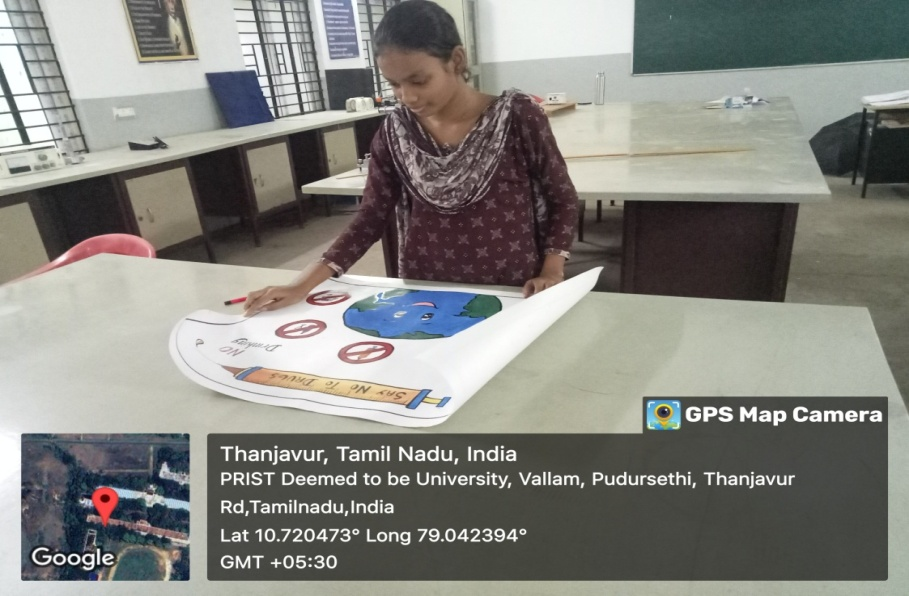 NO
Drinking
SAY NO TO DRUGS
GPS Map Camera
Thanjavur, Tamil Nadu, India
PRIST Deemed to be University, Vallam, Pudursethi, Thanjavur
Rd,Tamilnadu,India
Lat 10.720473° Long 79.042394°
GMT +05:30
Google